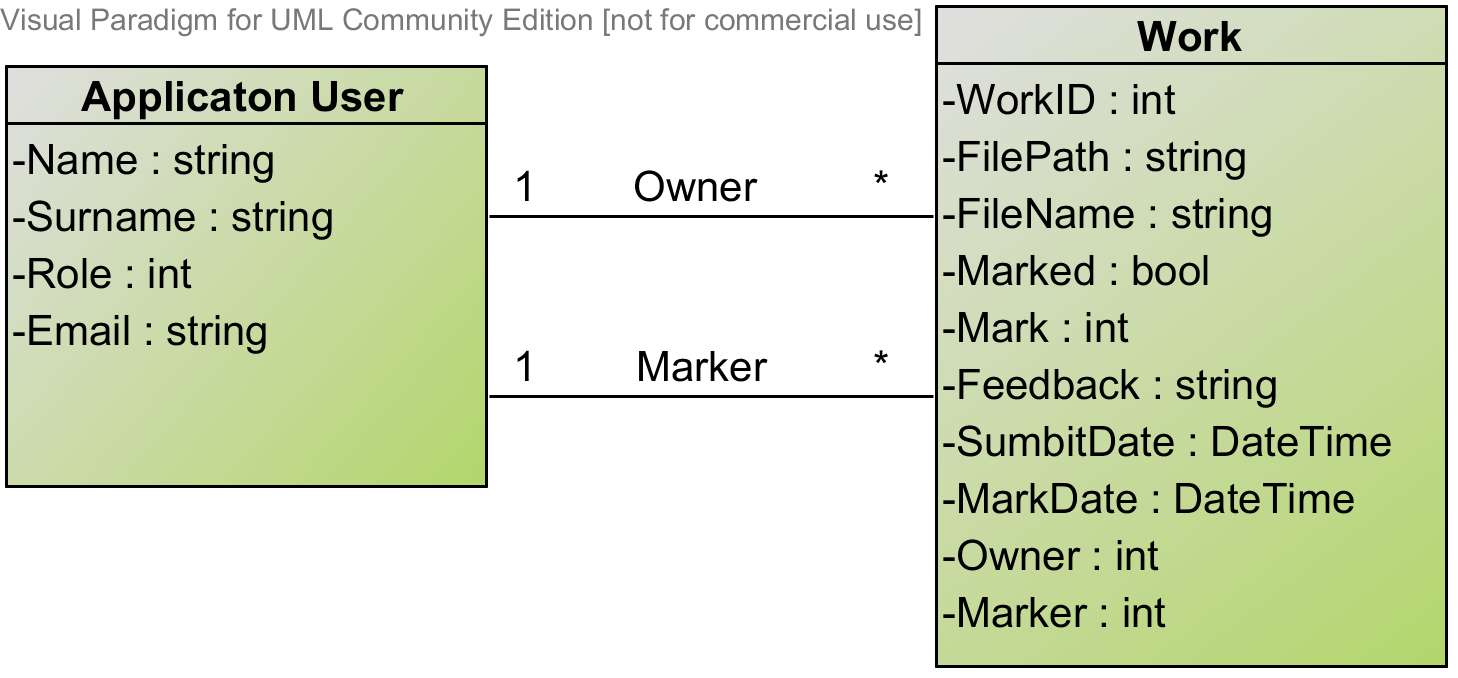 Visual Paradigm for UML Community Edition [not for commercial use]
Applicaton User
-Name : string
-Surname : string
-Role : int
-Email : string
1 Owner *
1 Marker *
Work
-WorkID : int
-FilePath : string
-FileName : string
-Marked : bool
-Mark : int
-Feedback : string
-SumbitDate : DateTime
-MarkDate : DateTime
-Owner : int
-Marker : int